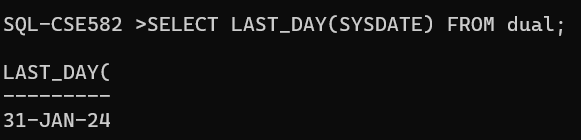 SQL-CSE582 >SELECT LAST_DAY(SYSDATE) FROM dual;
LAST_DAY(
---------
31-JAN-24